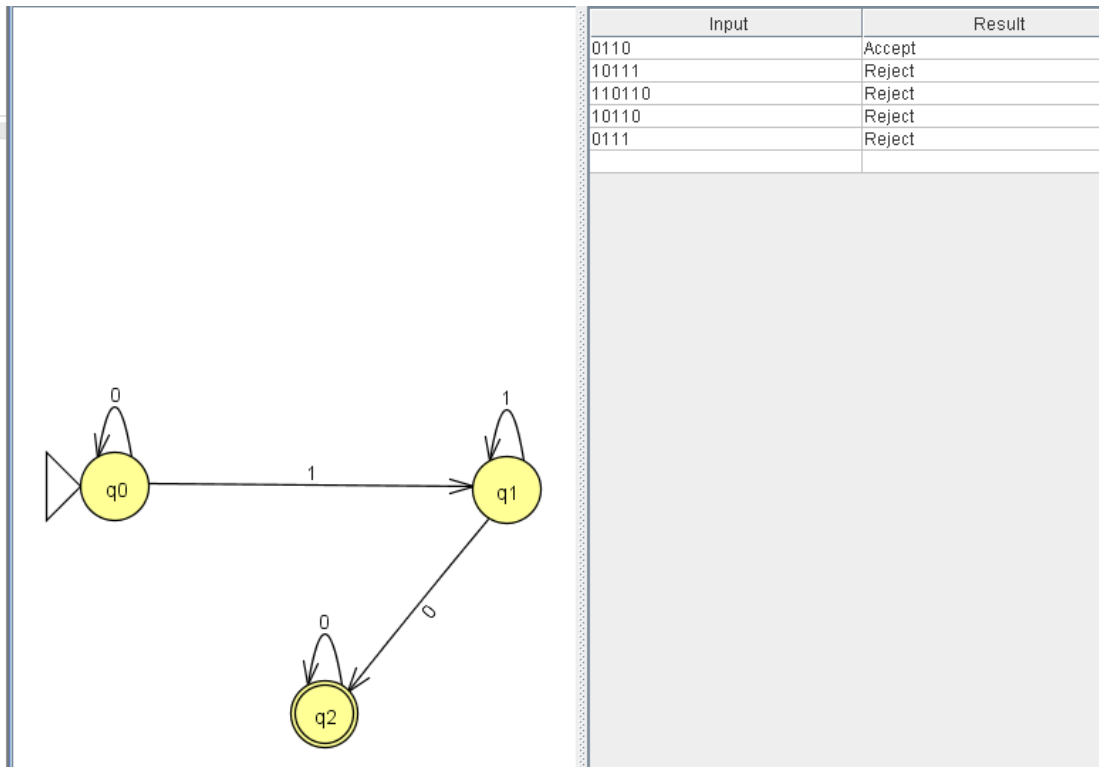 Input Result
0110 Accept
10111 Reject
110110 Reject
10110 Reject
0111 Reject
0 1
q0 1 q1
0
0
q2